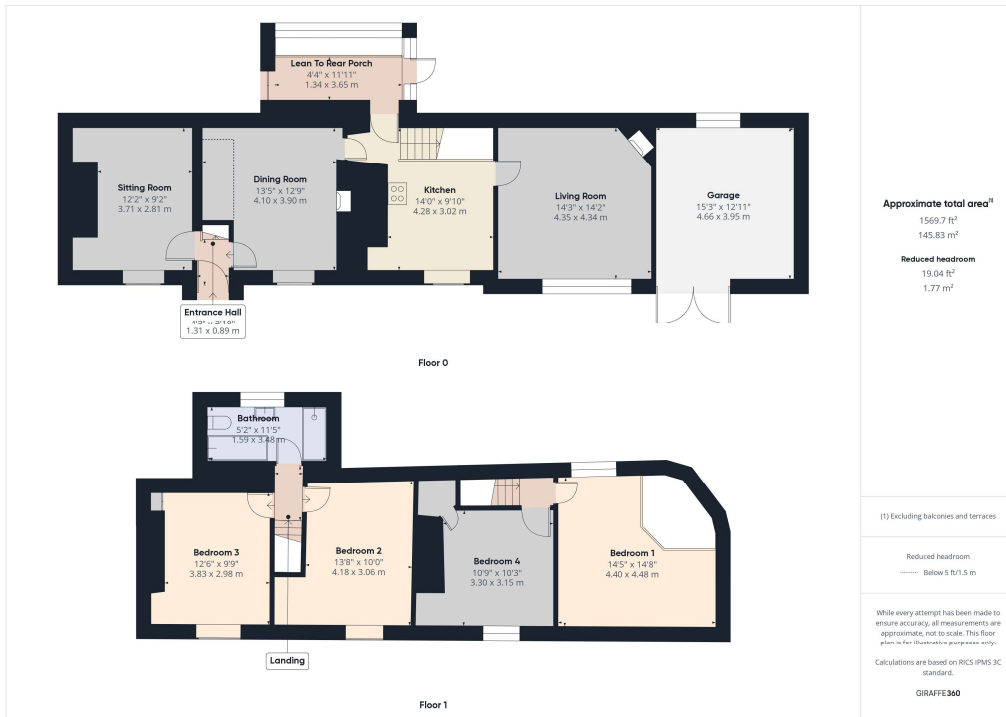 Lean To Rear Porch
4'4" x 11'11"
1.34 x 3.65 m
Sitting Room
12'2" x 9'2"
3.71 x 2.81 m
Dining Room
13'5" x 12'9"
4.10 x 3.90 m
Kitchen
14'0" x 9'10"
4.28 x 3.02 m
Living Room
14'3" x 14'2"
4.35 x 4.34 m
Garage
15'3" x 12'11"
4.66 x 3.95 m
Entrance Hall
1.31 x 0.89 m
Floor 0
Bathroom
5'2" x 11'5"
1.59 x 3.48 m
Bedroom 3
12'6" x 9'9"
3.83 x 2.98 m
Bedroom 2
13'8" x 10'0"
4.18 x 3.06 m
Bedroom 4
10'9" x 10'3"
3.30 x 3.15 m
Bedroom 1
14'5" x 14'8"
4.40 x 4.48 m
Landing
Floor 1
Approximate total area(1)
1569.7 ft²
145.83 m²
Reduced headroom
19.04 ft²
1.77 m²
(1) Excluding balconies and terraces
Reduced headroom
Below 5 ft/1.5 m
While every attempt has been made to
ensure accuracy, all measurements are
approximate, not to scale. This floor
plan is for illustrative purposes only.
Calculations are based on RICS IPMS 3C
standard.
GIRAFFE360